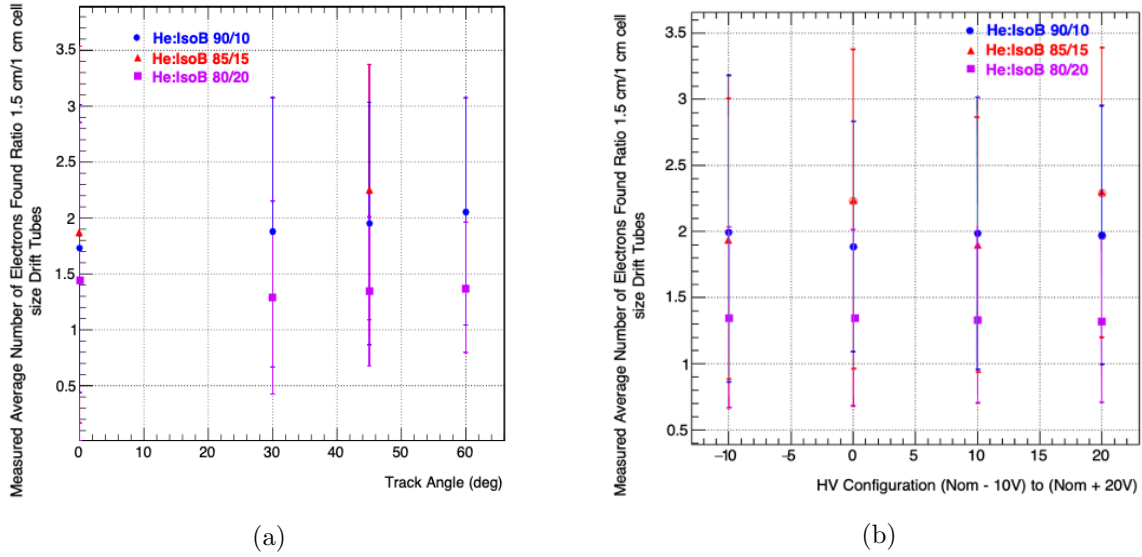 Measured Average Number of Electrons Found Ratio 1.5 cm/1 cm cell
size Drift Tubes
He:IsoB 90/10
He:IsoB 85/15
He:IsoB 80/20
3.5
3
2.5
2
1.5
1
0.5
0 10 20 30 40 50 60
Track Angle (deg)
(a)
Measured Average Number of Electrons Found Ratio 1.5 cm/1 cm cell
size Drift Tubes
He:IsoB 90/10
He:IsoB 85/15
He:IsoB 80/20
3.5
3
2.5
2
1.5
1
0.5
−10 −5 0 5 10 15 20
HV Configuration (Nom - 10V) to (Nom + 20V)
(b)